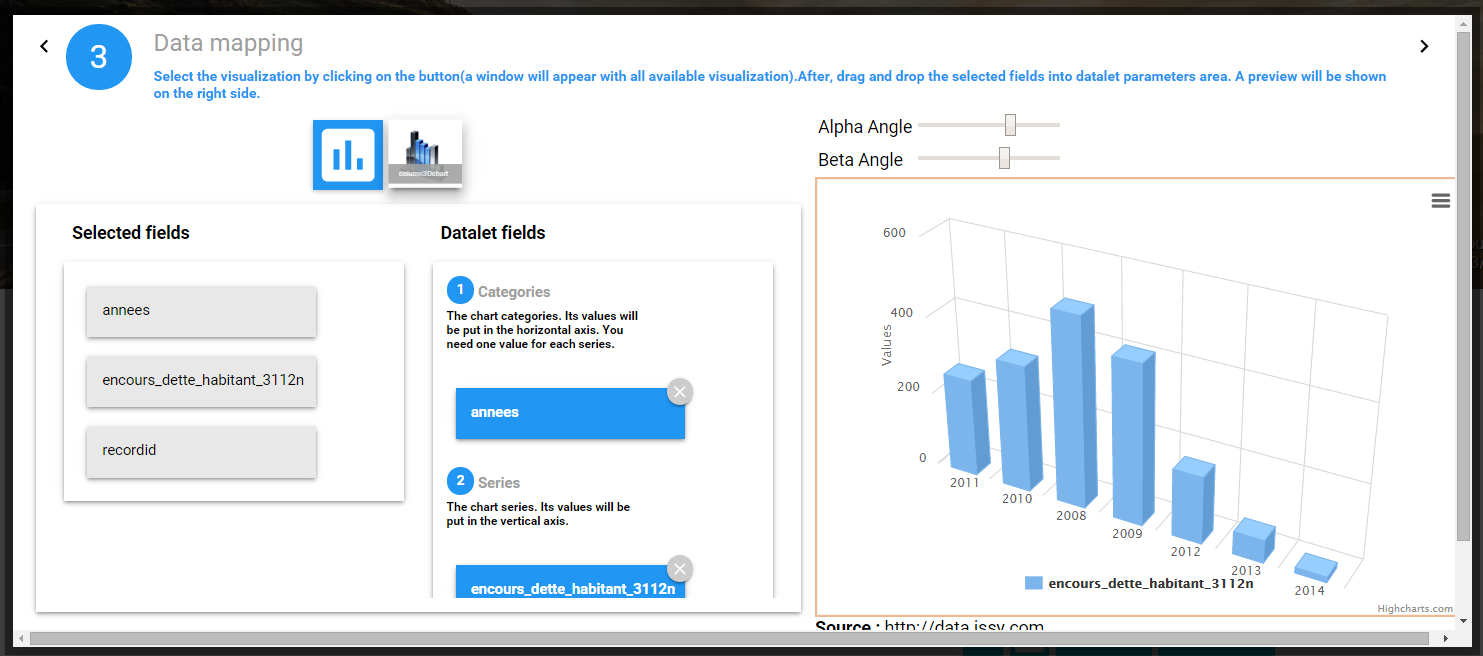 3
Data mapping
Select the visualization by clicking on the button(a window will appear with all available visualization).After, drag and drop the selected fields into datalet parameters area. A preview will be shown
on the right side.
column3Dchart
Alpha Angle
Beta Angle
Selected fields
annees
encours_dette_habitant_3112n
recordid
Datalet fields
1 Categories
The chart categories. Its values will
be put in the horizontal axis. You
need one value for each series.
annees
2 Series
The chart series. Its values will be
put in the vertical axis.
encours_dette_habitant_3112n
600
400
200
0
Values
2011
2010
2008
2009
2012
2013
2014
encours_dette_habitant_3112n
Highcharts.com
Source : http://data.issy.com